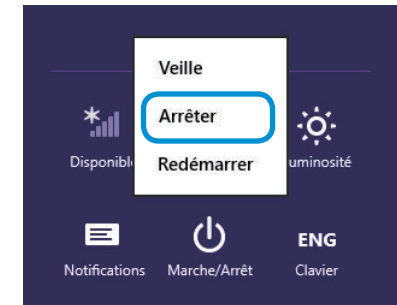 Veille
Arrêter
Redémarrer
Disponibl
uminosité
ENG
Notifications
Marche/Arrêt
Clavier